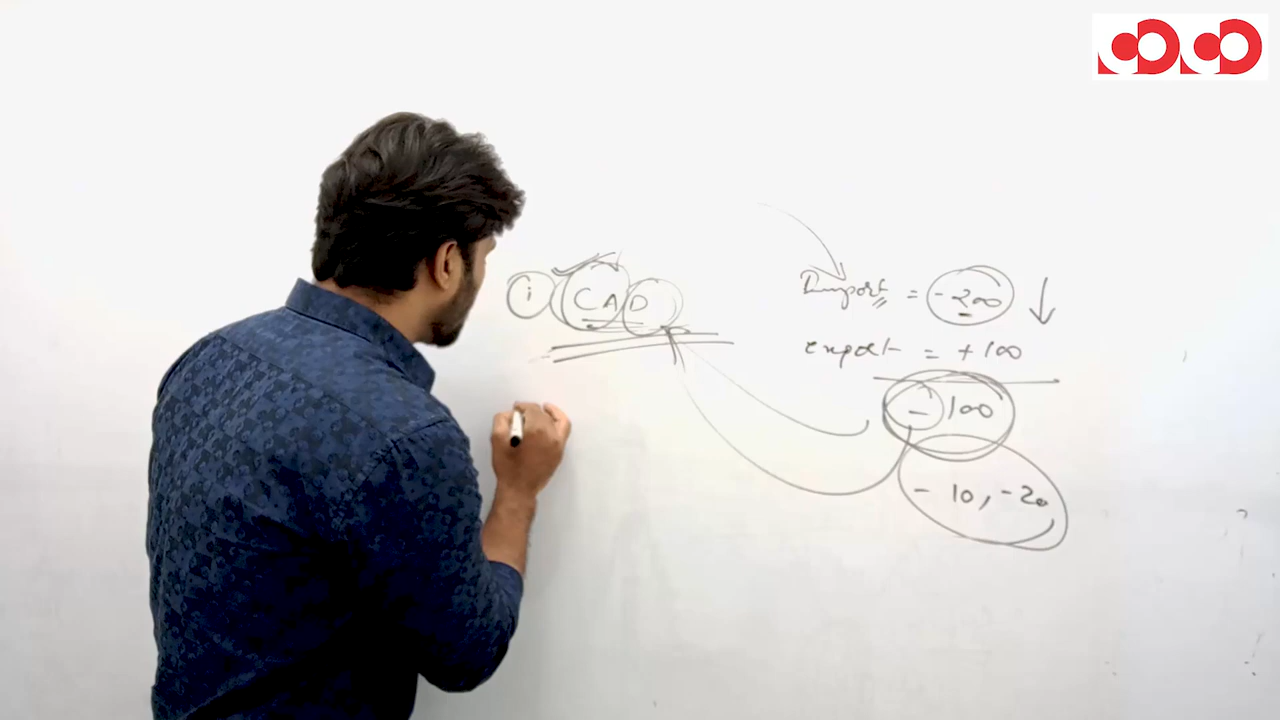 i CAD
Import = -200
export = +100
- 100
- 10, -20